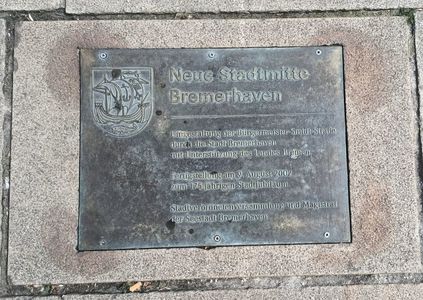 Neue Stadtmitte
Bremerhaven
Umgestaltung der Bürgermeister-Smidt-Straße
durch die Stadt Bremerhaven
mit Unterstützung des Landes Bremen
Fertigstellung am 9. August 2002
zum 175jährigen Stadtjubiläum
Stadtverordnetenversammlung und Magistrat
der Seestadt Bremerhaven